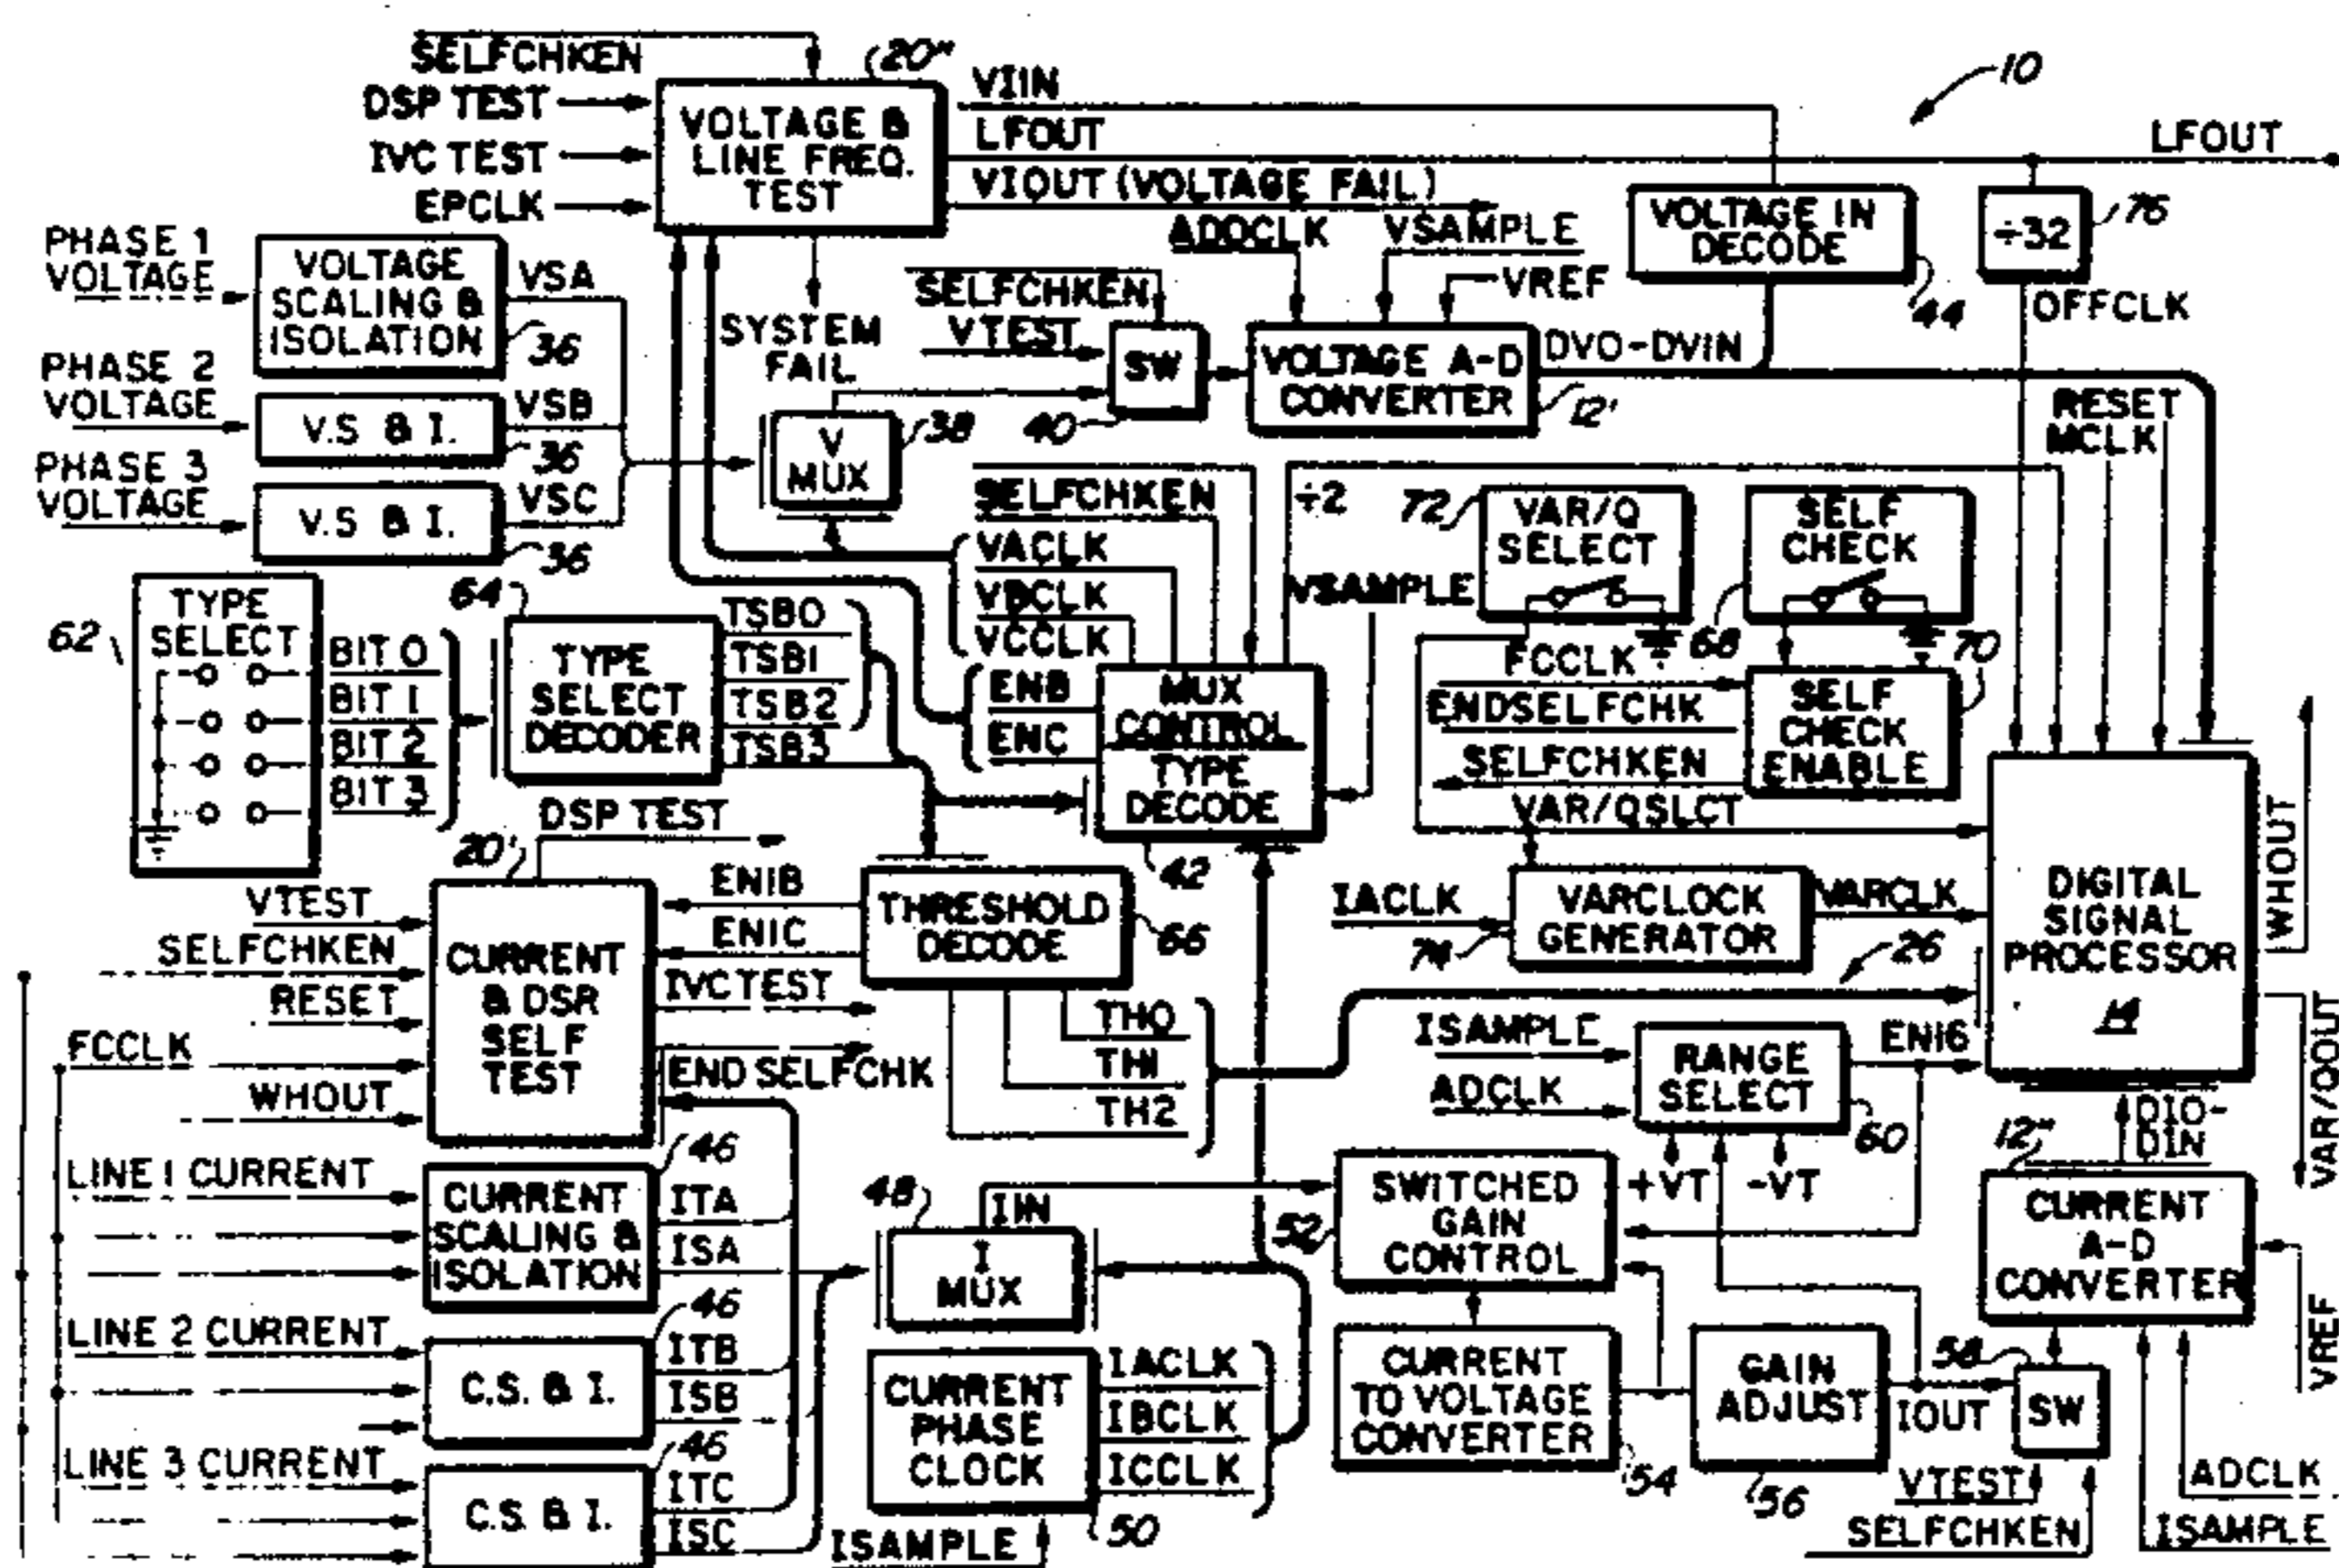 SELFCHKEN
DSP TEST
IVC TEST
EPCLK
20"
VOLTAGE &
LINE FREQ.
TEST
VIIN
LFOUT
VIOUT (VOLTAGE FAIL)
10
LFOUT
PHASE 1
VOLTAGE
VOLTAGE
SCALING &
ISOLATION
36
VSA
PHASE 2
VOLTAGE
V.S & I.
36
VSB
PHASE 3
VOLTAGE
V.S & I.
36
VSC
SYSTEM
FAIL
V
MUX
38
SELFCHKEN
VTEST
SW
40
ADOCLK
VSAMPLE
VREF
VOLTAGE A-D
CONVERTER
12'
DVO-DVIN
VOLTAGE IN
DECODE
44
÷32
76
OFFCLK
RESET
MCLK
TYPE
SELECT
62
BIT 0
BIT 1
BIT 2
BIT 3
64
TYPE
SELECT
DECODER
TSB0
TSB1
TSB2
TSB3
SELFCHKEN
VACLK
VBCLK
VCCLK
ENB
ENC
÷2
MUX
CONTROL
TYPE
DECODE
42
VSAMPLE
72
VAR/Q
SELECT
SELF
CHECK
68
70
FCCLK
ENDSELFCHK
SELFCHKEN
SELF
CHECK
ENABLE
VAR/QSLCT
IACLK
VARCLOCK
GENERATOR
74
VARCLK
26
DIGITAL
SIGNAL
PROCESSOR
14
WHOUT
VAR/QOUT
DSP TEST
20'
VTEST
SELFCHKEN
RESET
FCCLK
WHOUT
CURRENT
& DSR
SELF
TEST
ENIB
ENIC
IVCTEST
END SELFCHK
THRESHOLD
DECODE
66
TH0
TH1
TH2
ISAMPLE
ADCLK
RANGE
SELECT
60
ENI6
+VT
-VT
LINE 1 CURRENT
CURRENT
SCALING &
ISOLATION
46
ITA
ISA
LINE 2 CURRENT
C.S. & I.
46
ITB
ISB
LINE 3 CURRENT
C.S. & I.
46
ITC
ISC
48
IIN
I
MUX
CURRENT
PHASE
CLOCK
50
IACLK
IBCLK
ICCLK
ISAMPLE
52
SWITCHED
GAIN
CONTROL
CURRENT
TO VOLTAGE
CONVERTER
54
GAIN
ADJUST
56
IOUT
58
SW
VTEST
SELFCHKEN
12"
DIO-
DIN
CURRENT
A-D
CONVERTER
VREF
ADCLK
ISAMPLE